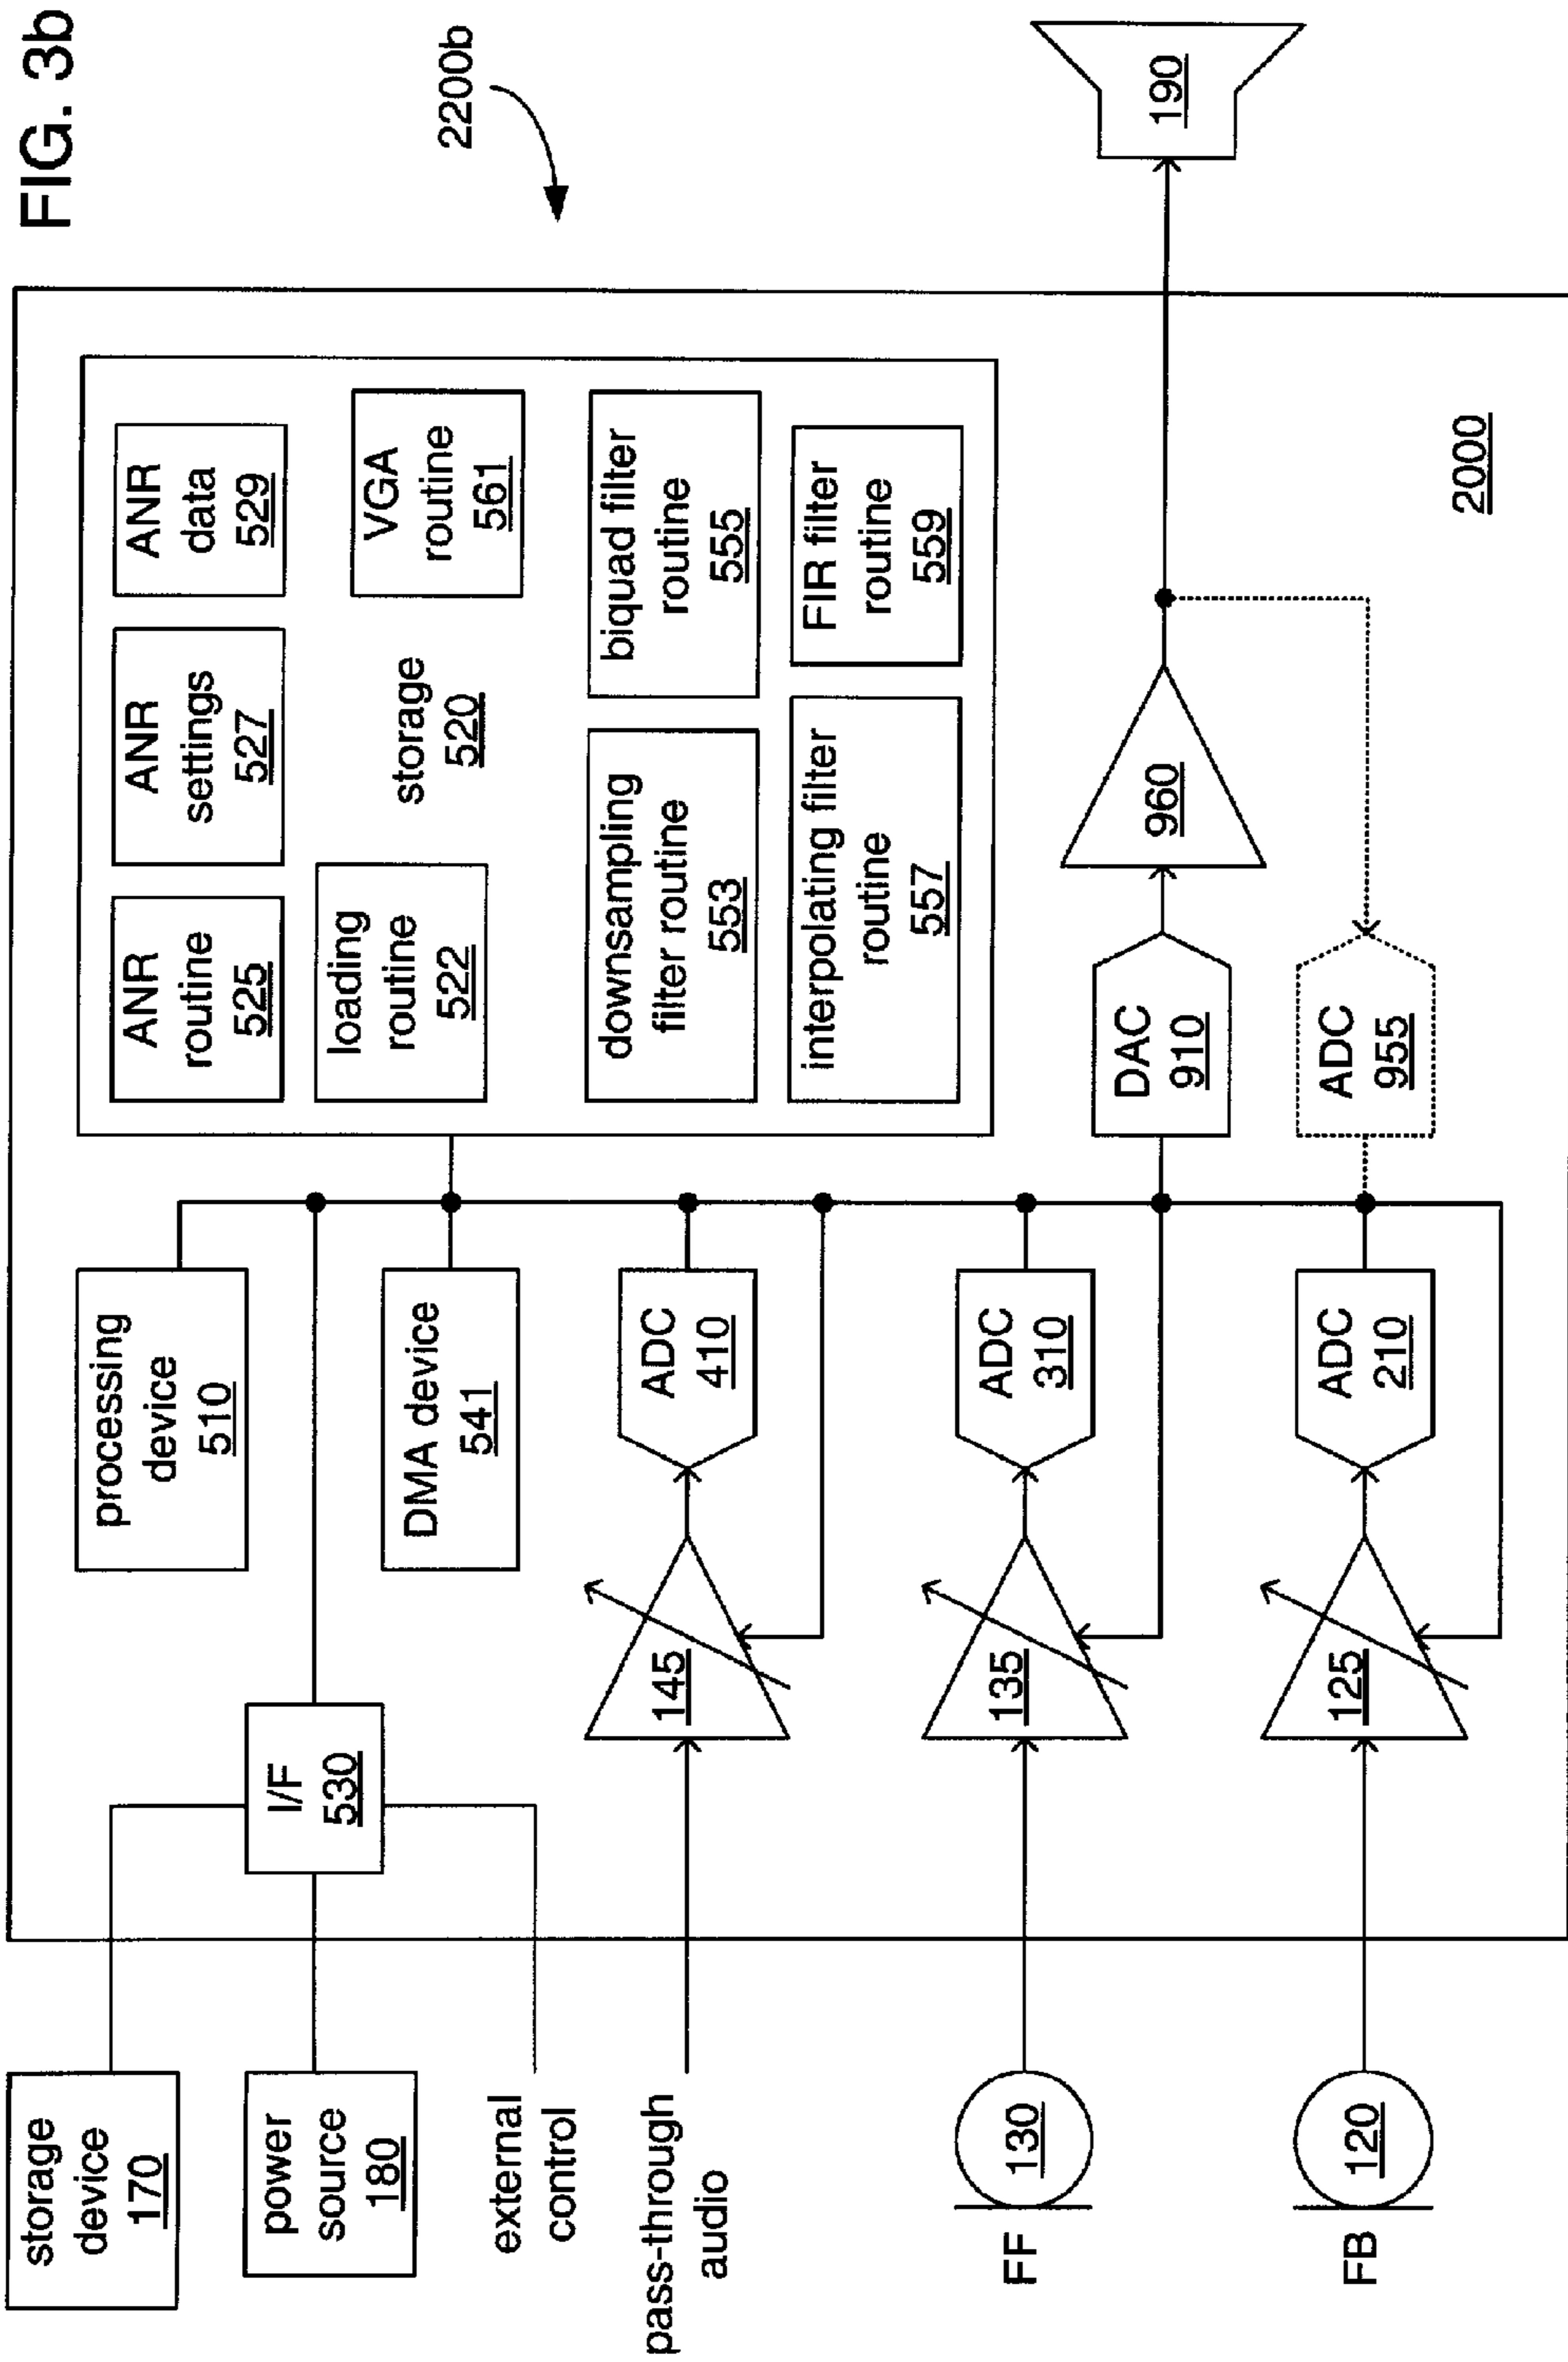 FIG. 3b
2200b
storage
device
170
power
source
180
external
control
pass-through
audio
FF
130
FB
120
I/F
530
processing
device
510
DMA device
541
145
ADC
410
135
ADC
310
125
ADC
210
ANR
routine
525
ANR
settings
527
ANR
data
529
loading
routine
522
storage
520
VGA
routine
561
downsampling
filter routine
553
biquad filter
routine
555
interpolating filter
routine
557
FIR filter
routine
559
DAC
910
960
ADC
955
190
2000